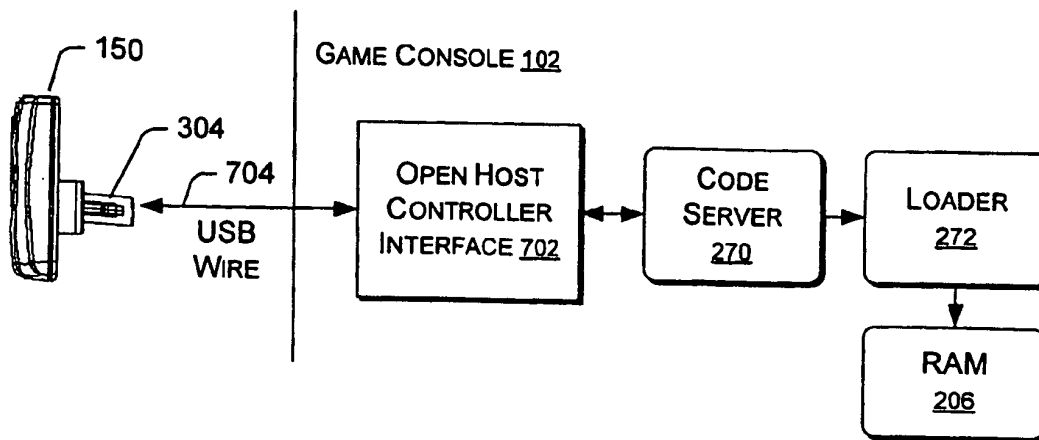 150
304
704
USB
WIRE
GAME CONSOLE 102
OPEN HOST
CONTROLLER
INTERFACE 702
CODE
SERVER
270
LOADER
272
RAM
206